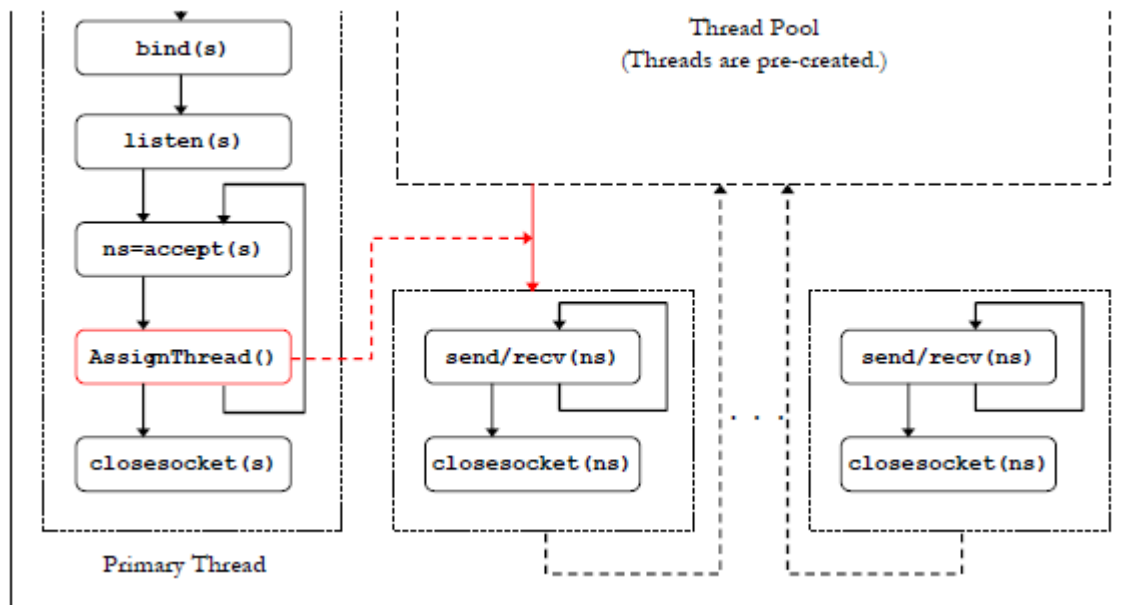 bind(s)
listen(s)
ns=accept(s)
AssignThread()
closesocket(s)
Primary Thread
Thread Pool
(Threads are pre-created.)
send/recv(ns)
closesocket(ns)
. . .
send/recv(ns)
closesocket(ns)